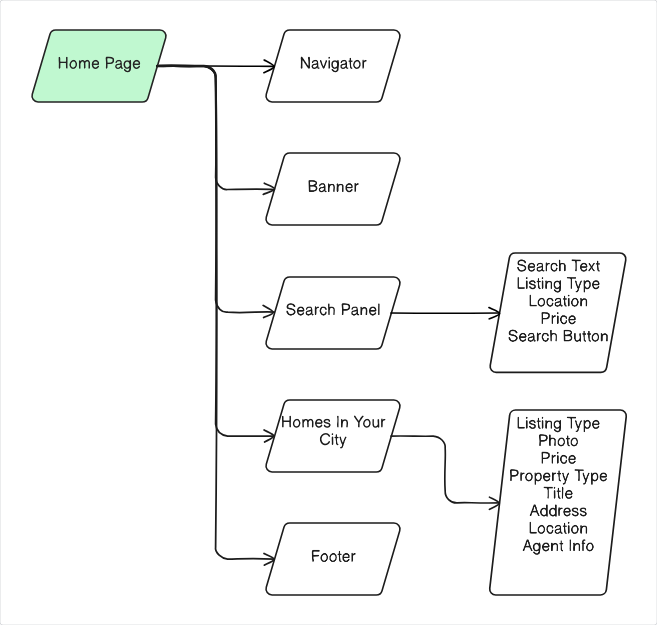 Home Page
Navigator
Banner
Search Panel
Search Text
Listing Type
Location
Price
Search Button
Homes In Your
City
Listing Type
Photo
Price
Property Type
Title
Address
Location
Agent Info
Footer